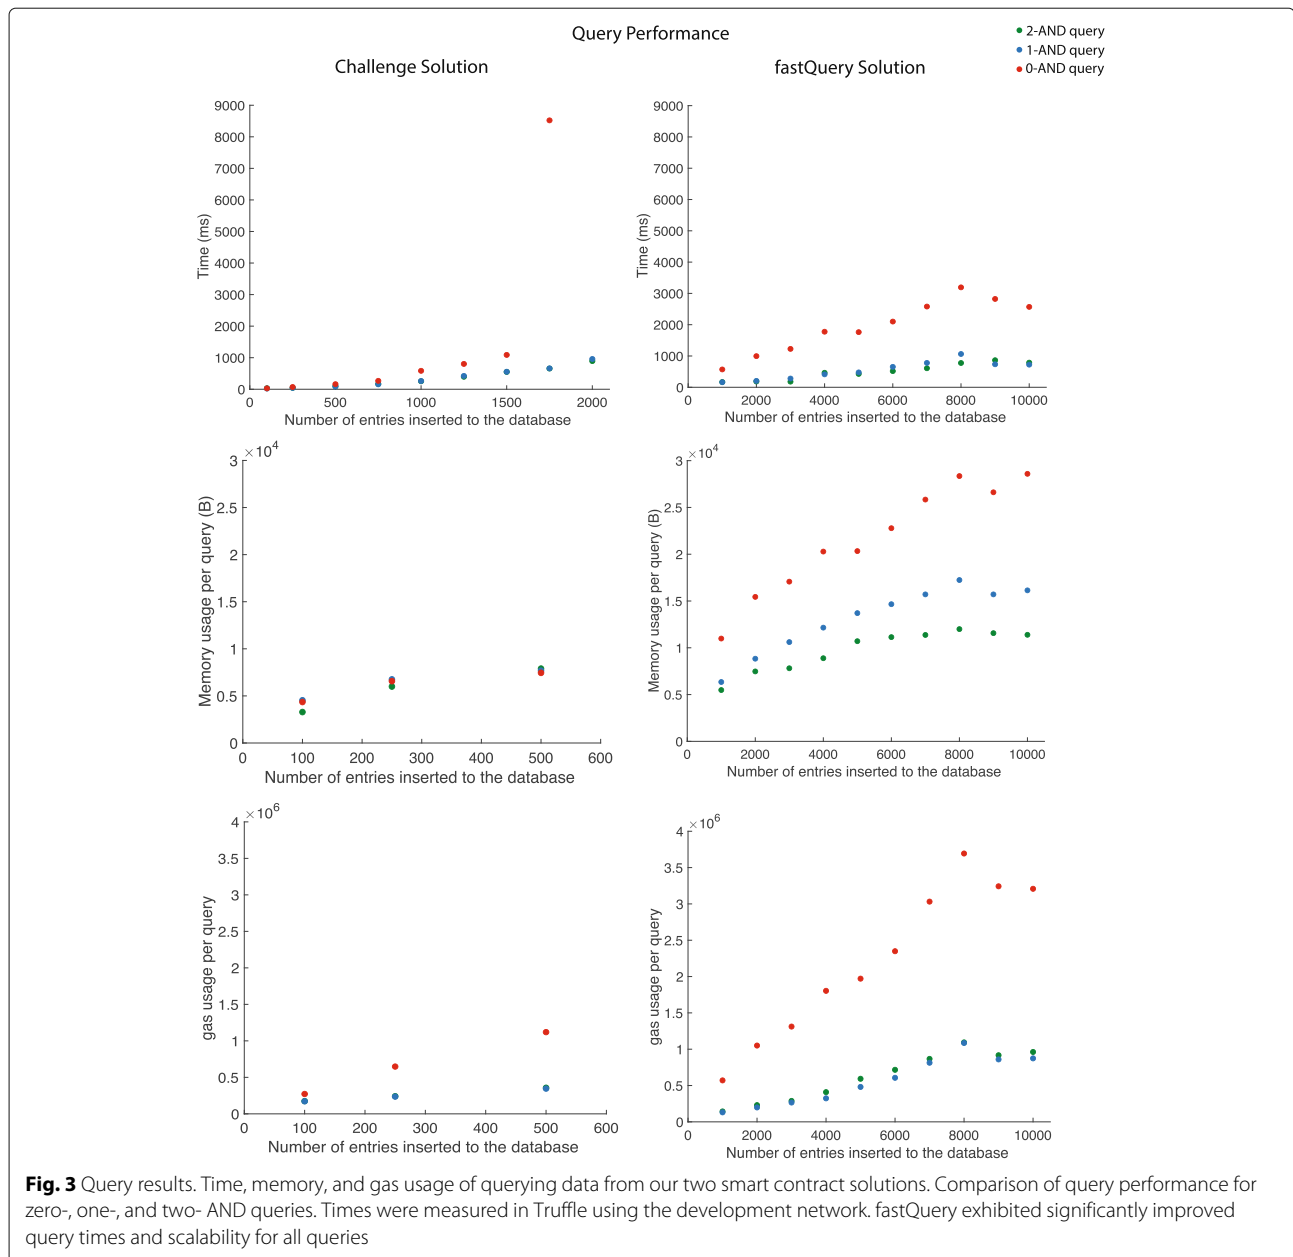 Query Performance
2-AND query
1-AND query
0-AND query
Challenge Solution
fastQuery Solution
9000
8000
7000
6000
5000
4000
3000
2000
1000
0
Time (ms)
0 500 1000 1500 2000
Number of entries inserted to the database
9000
8000
7000
6000
5000
4000
3000
2000
1000
0
Time (ms)
0 2000 4000 6000 8000 10000
Number of entries inserted to the database
×10^4
3
2.5
2
1.5
1
0.5
0
Memory usage per query (B)
0 100 200 300 400 500 600
Number of entries inserted to the database
×10^4
3
2.5
2
1.5
1
0.5
0
Memory usage per query (B)
0 2000 4000 6000 8000 10000
Number of entries inserted to the database
×10^6
4
3.5
3
2.5
2
1.5
1
0.5
0
gas usage per query
0 100 200 300 400 500 600
Number of entries inserted to the database
×10^6
4
3.5
3
2.5
2
1.5
1
0.5
0
gas usage per query
0 2000 4000 6000 8000 10000
Number of entries inserted to the database
Fig. 3 Query results. Time, memory, and gas usage of querying data from our two smart contract solutions. Comparison of query performance for
zero-, one-, and two- AND queries. Times were measured in Truffle using the development network. fastQuery exhibited significantly improved
query times and scalability for all queries